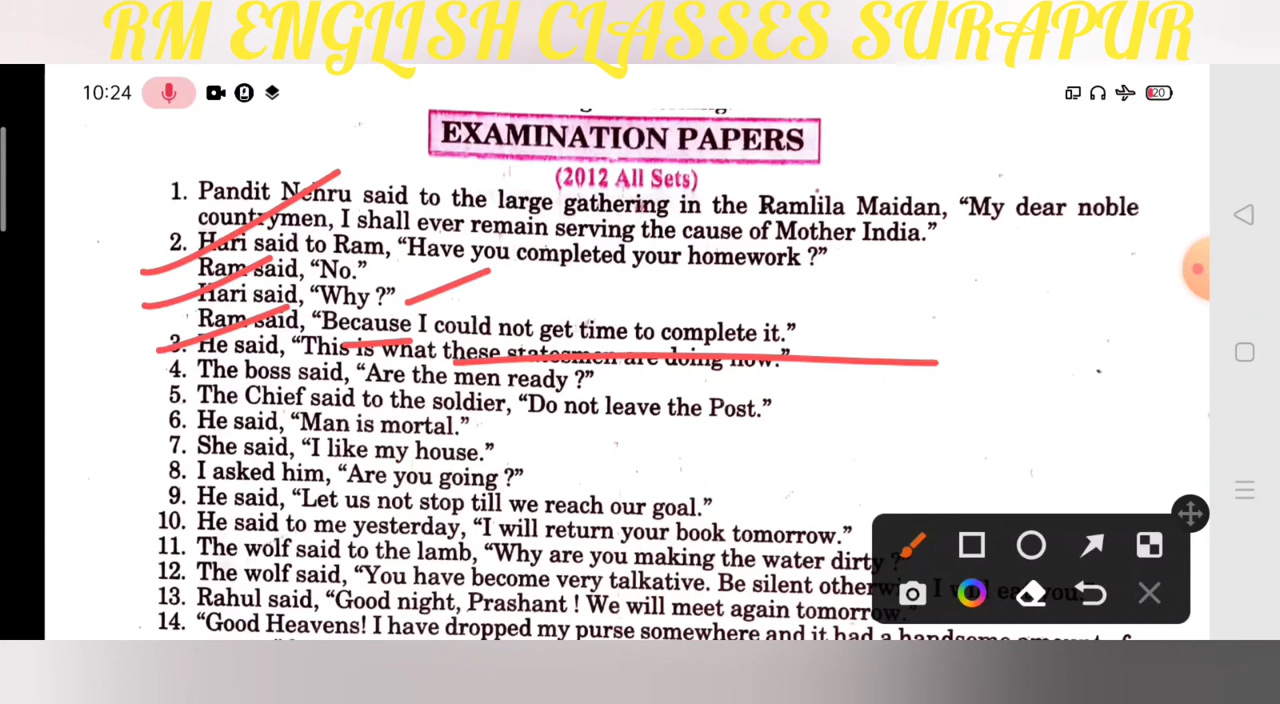 RM ENGLISH CLASSES SURAPUR
10:24
20
EXAMINATION PAPERS
(2012 All Sets)
1. Pandit Nehru said to the large gathering in the Ramlila Maidan, “My dear noble
countrymen, I shall ever remain serving the cause of Mother India.”
2. Hari said to Ram, “Have you completed your homework ?”
Ram said, “No.”
Hari said, “Why ?”
Ram said, “Because I could not get time to complete it.”
3. He said, “This is what these statesmen are doing now.”
4. The boss said, “Are the men ready ?”
5. The Chief said to the soldier, “Do not leave the Post.”
6. He said, “Man is mortal.”
7. She said, “I like my house.”
8. I asked him, “Are you going ?”
9. He said, “Let us not stop till we reach our goal.”
10. He said to me yesterday, “I will return your book tomorrow.”
11. The wolf said to the lamb, “Why are you making the water dirty ?”
12. The wolf said, “You have become very talkative. Be silent otherwise I will eat you.”
13. Rahul said, “Good night, Prashant ! We will meet again tomorrow.”
14. “Good Heavens! I have dropped my purse somewhere and it had a handsome amount of